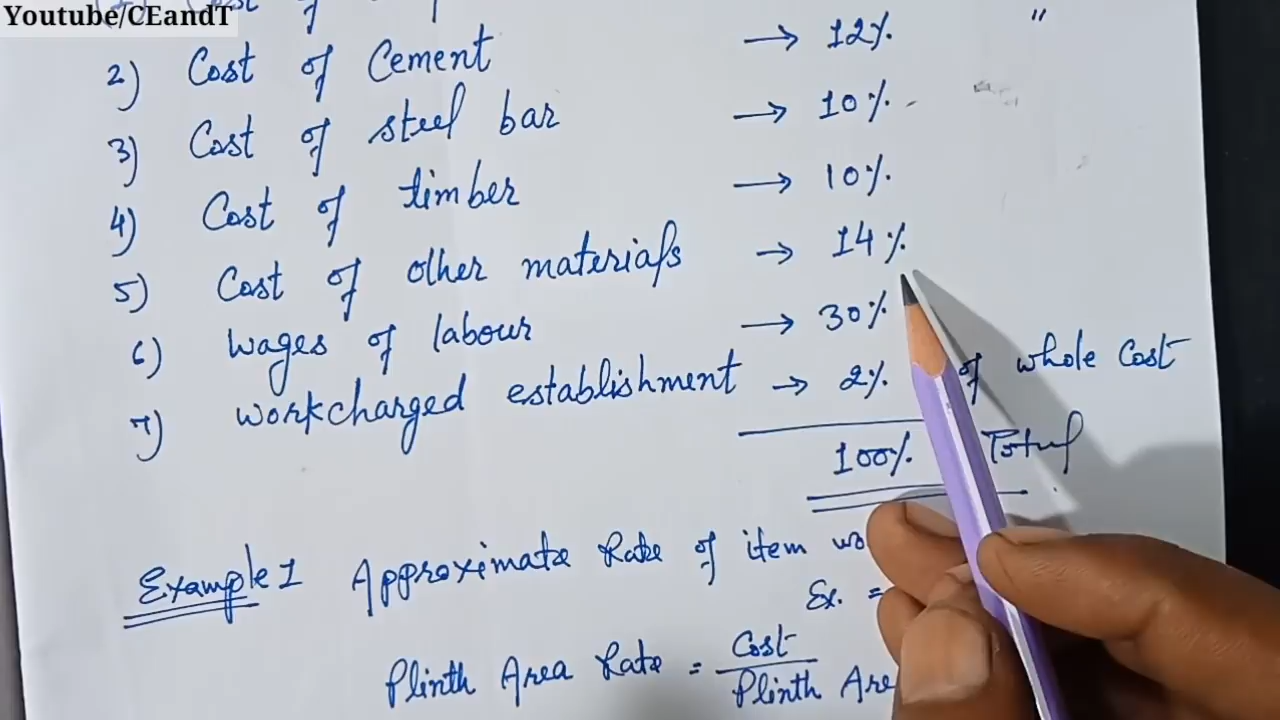 Youtube/CEandT
Cost of
2) Cost of Cement → 12% "
3) Cost of steel bar → 10%
4) Cost of timber → 10%
5) Cost of other materials → 14%
6) wages of labour → 30%
7) workcharged establishment → 2% of whole Cost
100% Total
Example 1 Approximate Rate of item
Ex. =
Plinth Area Rate = Cost
Plinth Are